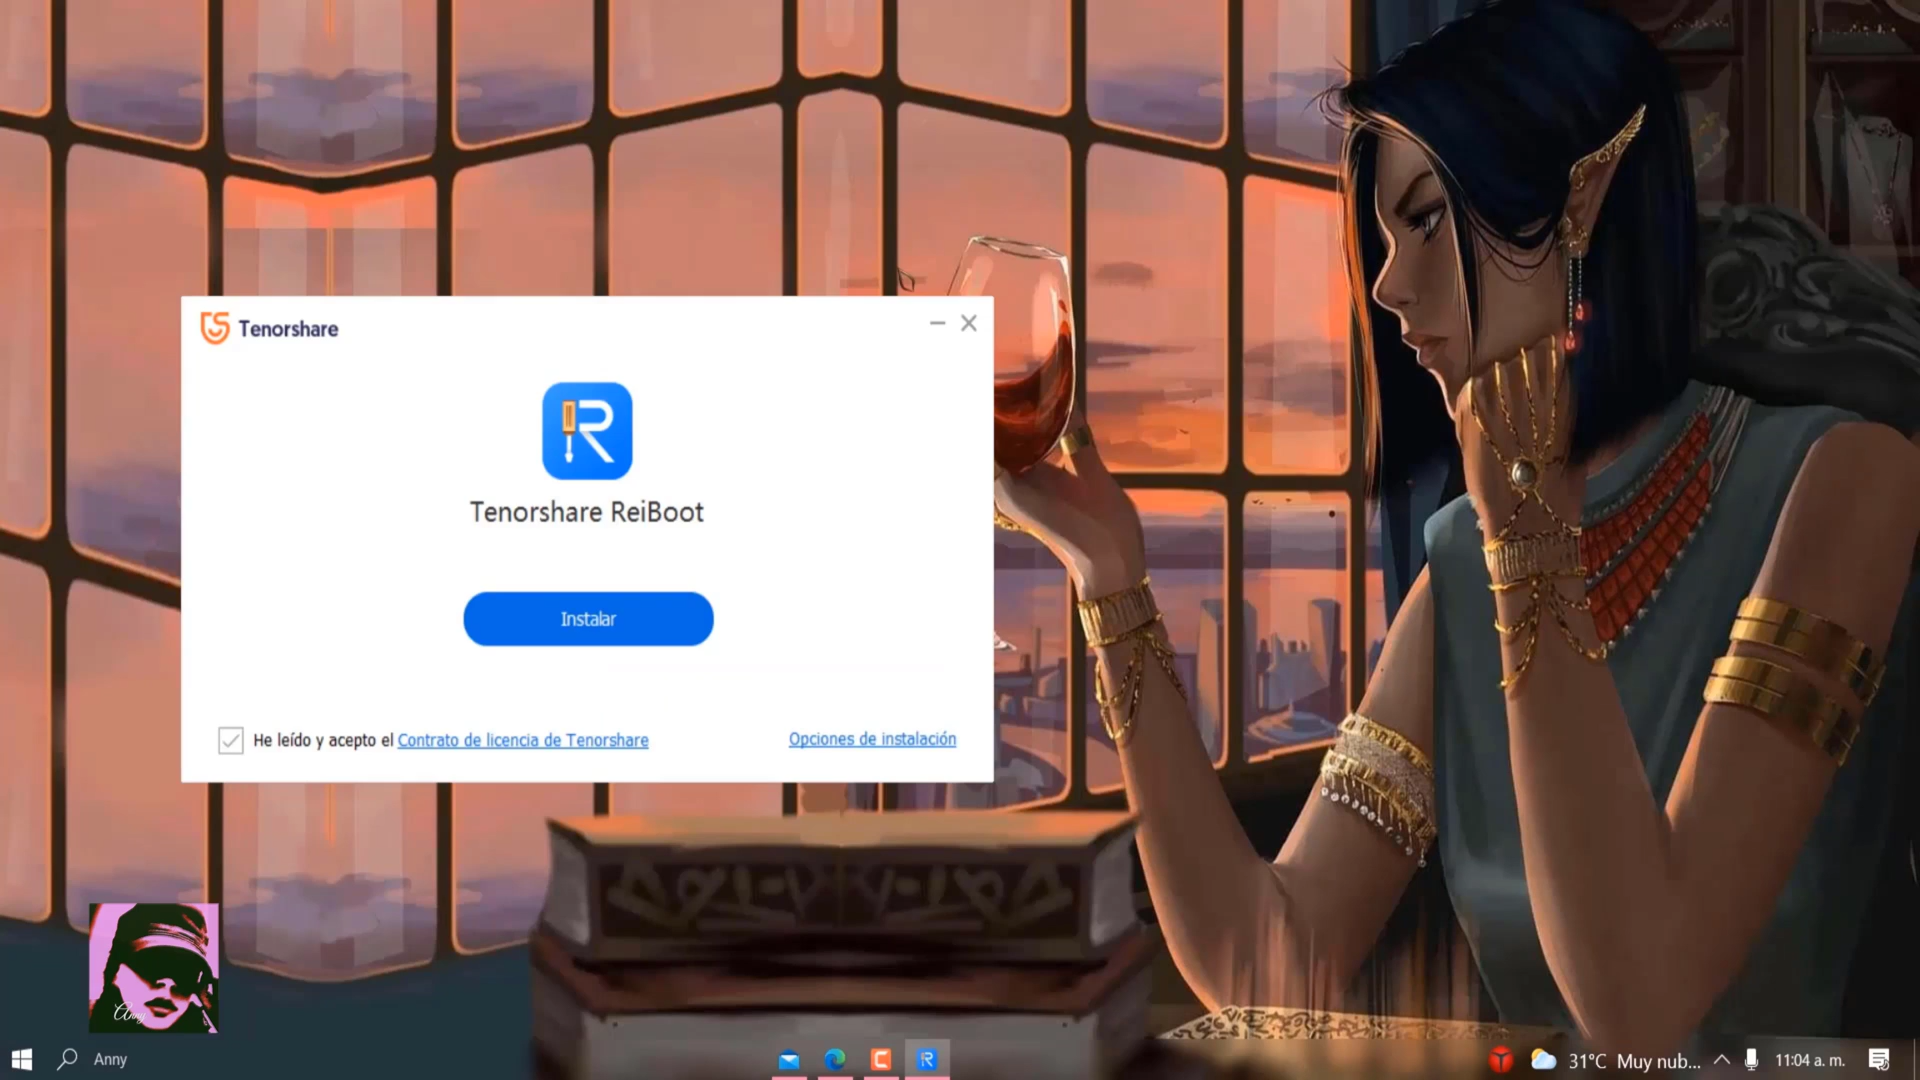 Tenorshare
Tenorshare ReiBoot
Instalar
He leído y acepto el Contrato de licencia de Tenorshare
Opciones de instalación
Anny
Anny
31°C Muy nub...
11:04 a. m.